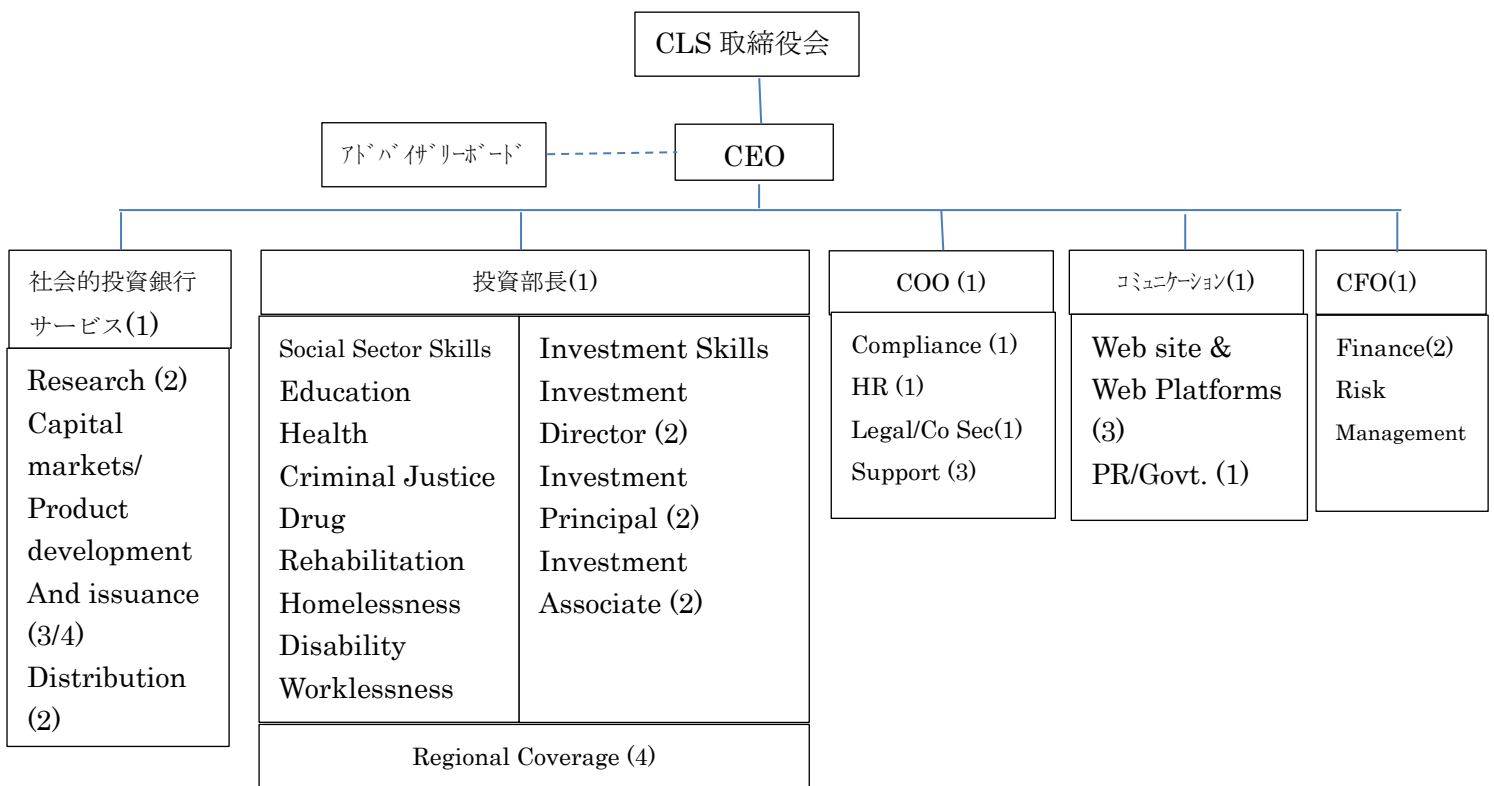 CLS 取締役会
アドバイザリーボード
CEO
社会的投資銀行
サービス(1)
Research (2)
Capital
markets/
Product
development
And issuance
(3/4)
Distribution
(2)
投資部長(1)
Social Sector Skills
Education
Health
Criminal Justice
Drug
Rehabilitation
Homelessness
Disability
Worklessness
Investment Skills
Investment
Director (2)
Investment
Principal (2)
Investment
Associate (2)
Regional Coverage (4)
COO (1)
Compliance (1)
HR (1)
Legal/Co Sec(1)
Support (3)
コミュニケーション(1)
Web site &
Web Platforms
(3)
PR/Govt. (1)
CFO(1)
Finance(2)
Risk
Management